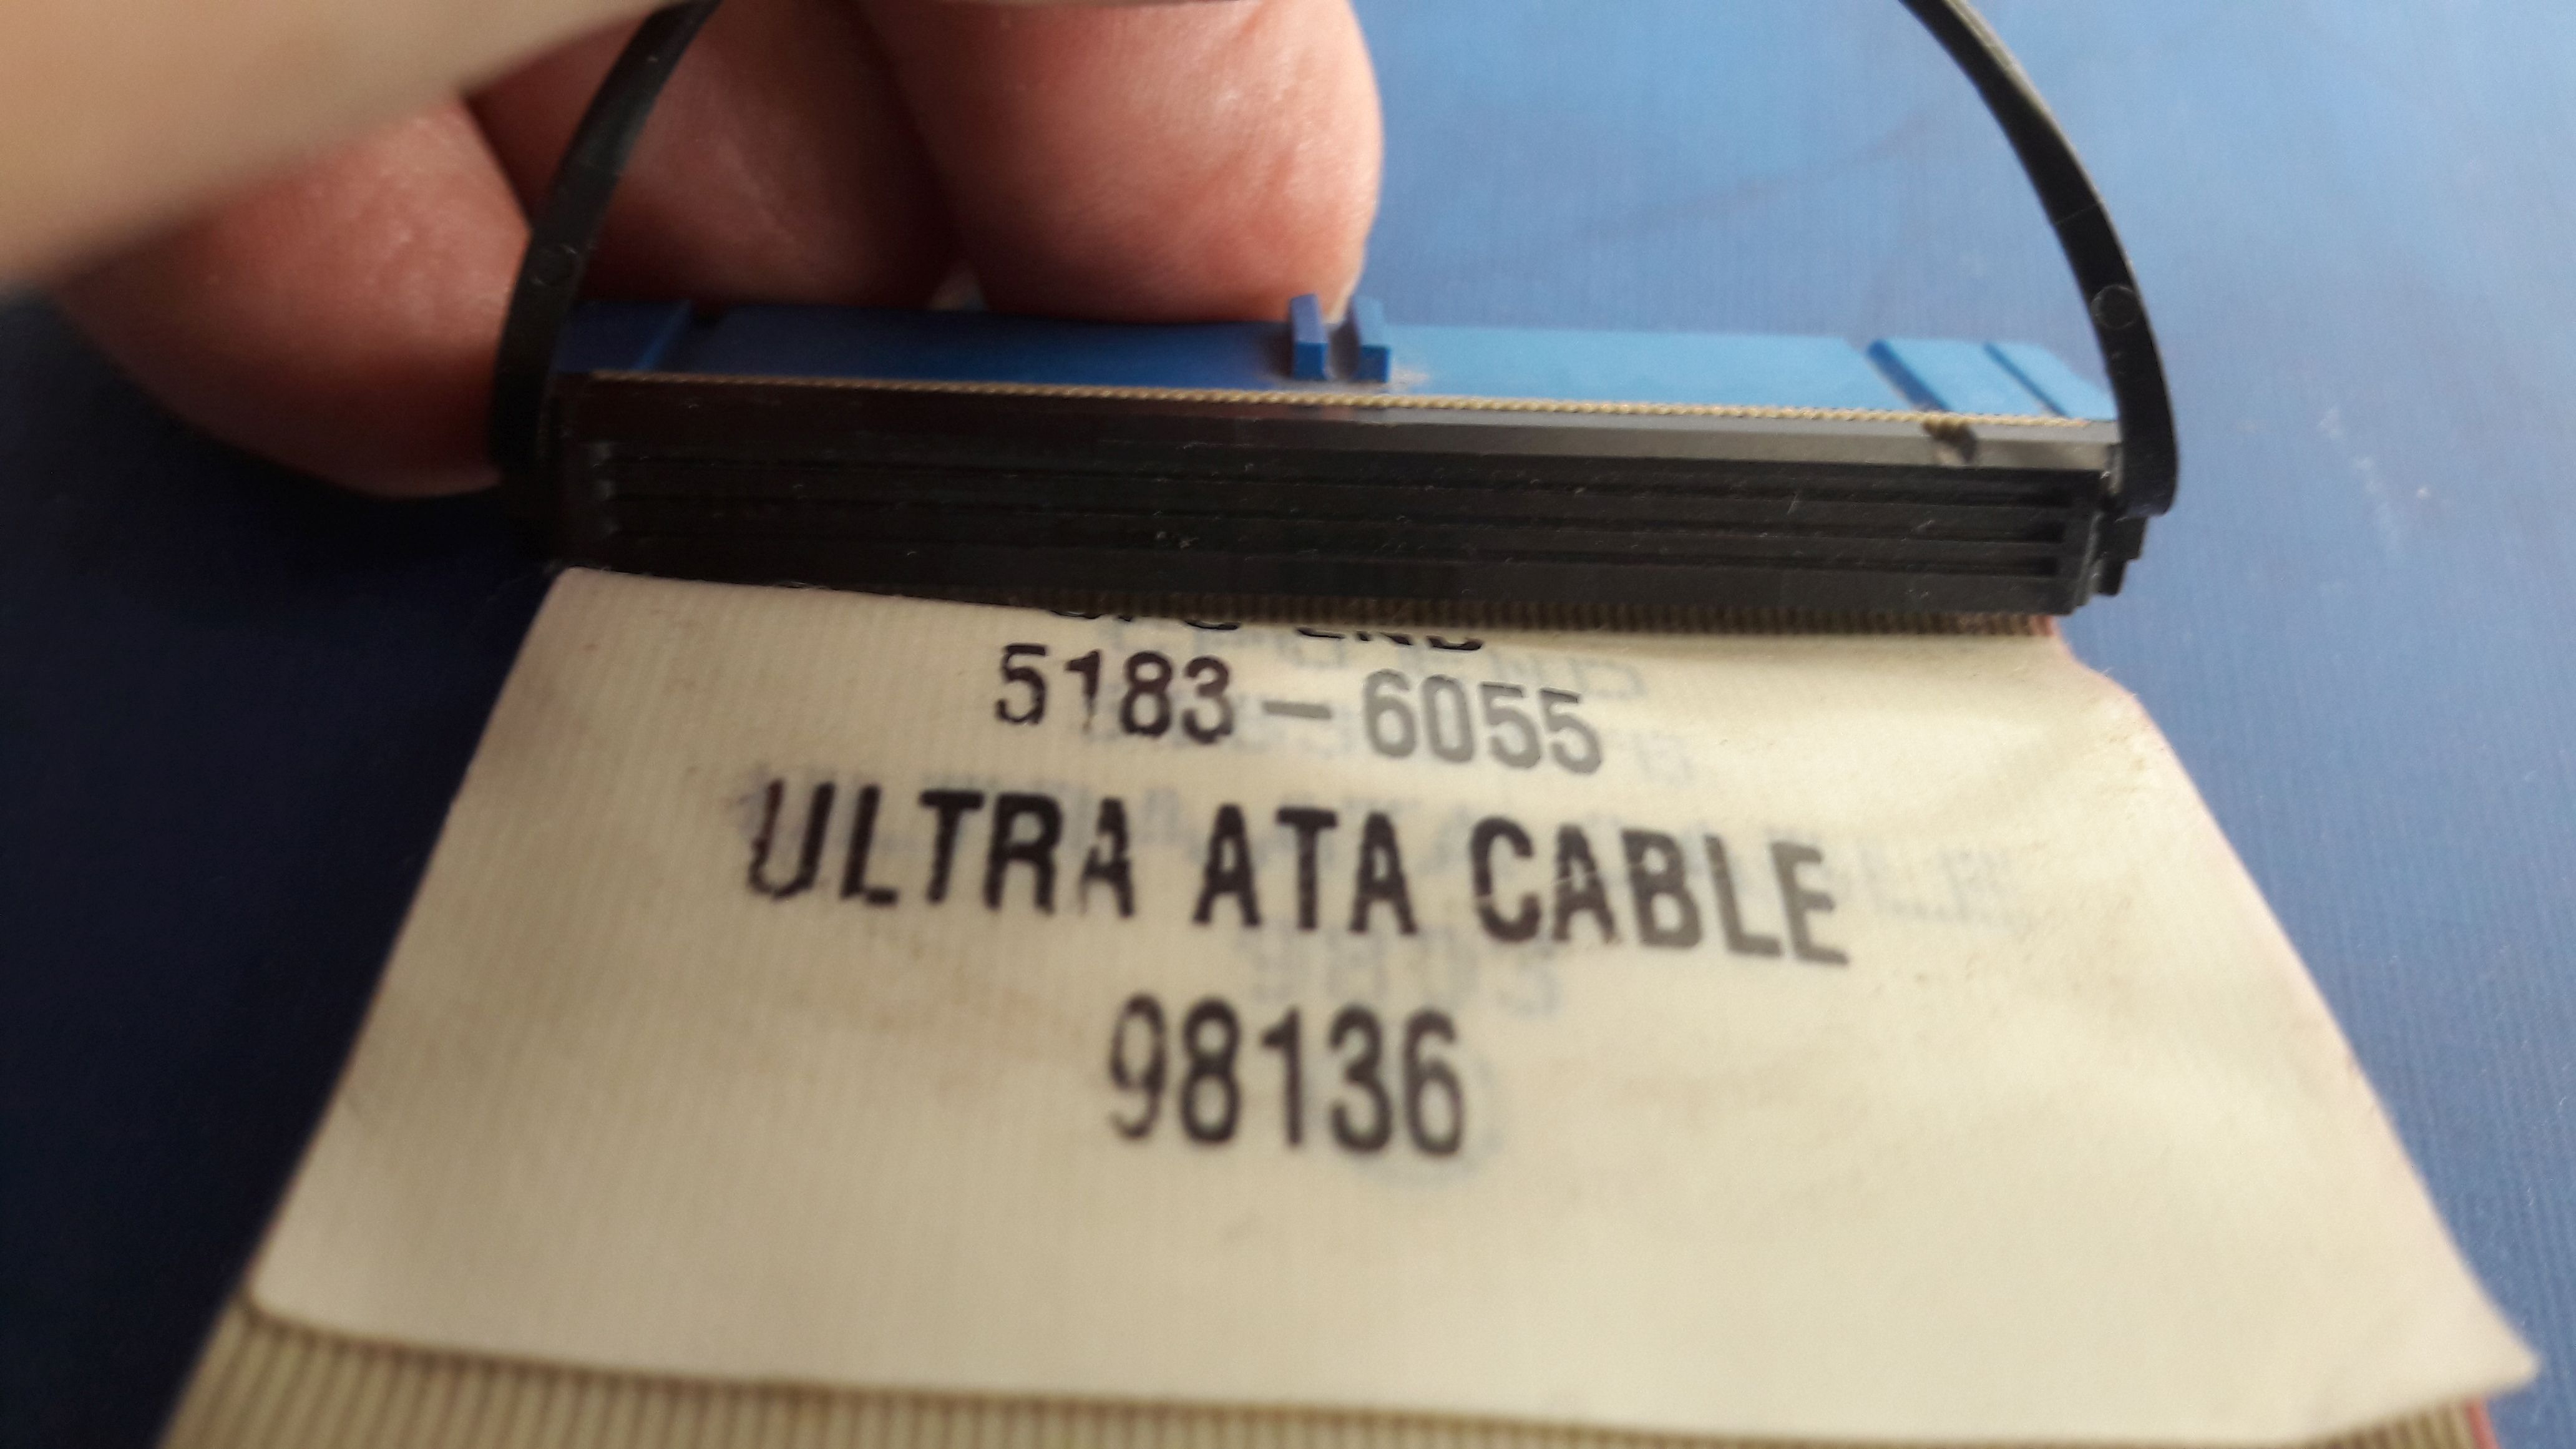 5183-6055
ULTRA ATA CABLE
98136